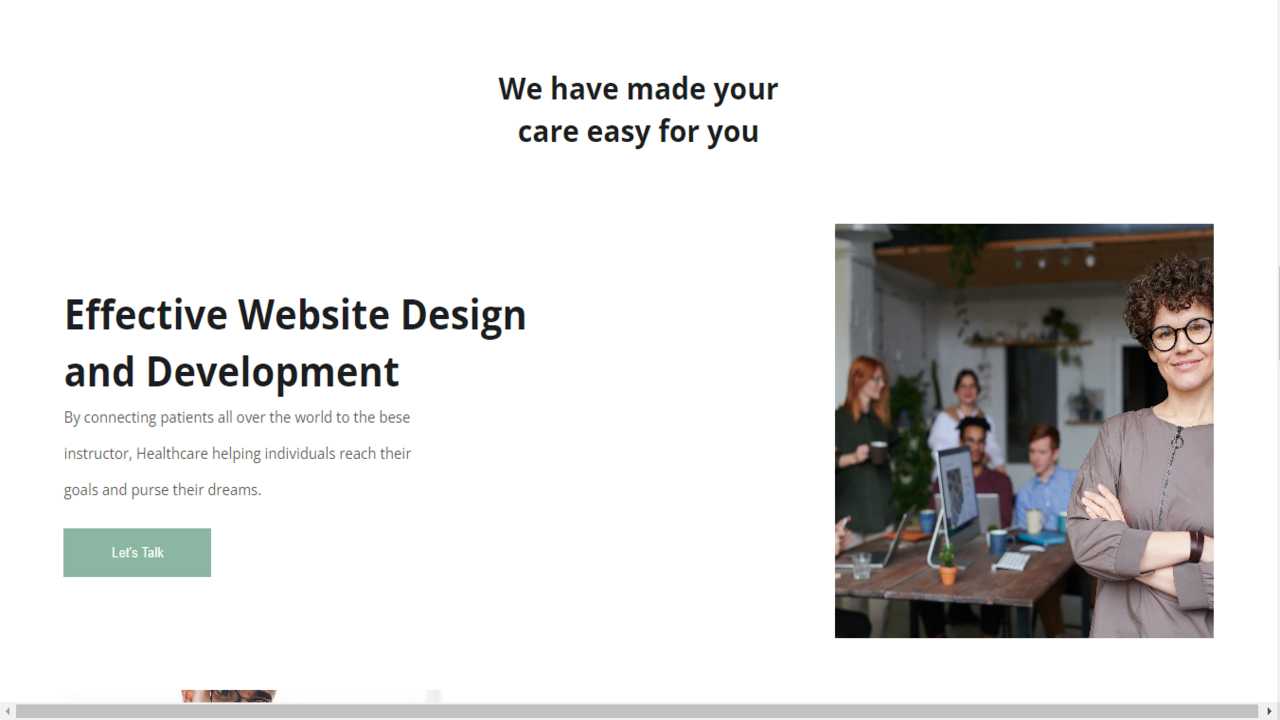 We have made your
care easy for you
Effective Website Design
and Development
By connecting patients all over the world to the bese
instructor, Healthcare helping individuals reach their
goals and purse their dreams.
Let's Talk